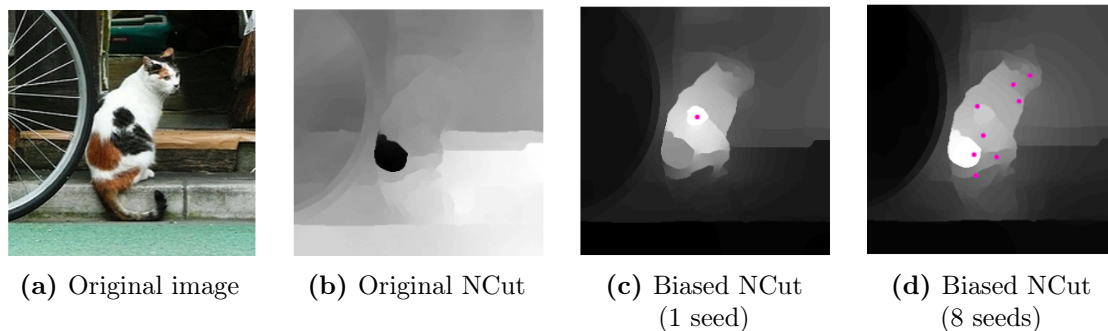 (a) Original image
(b) Original NCut
(c) Biased NCut
(1 seed)
(d) Biased NCut
(8 seeds)